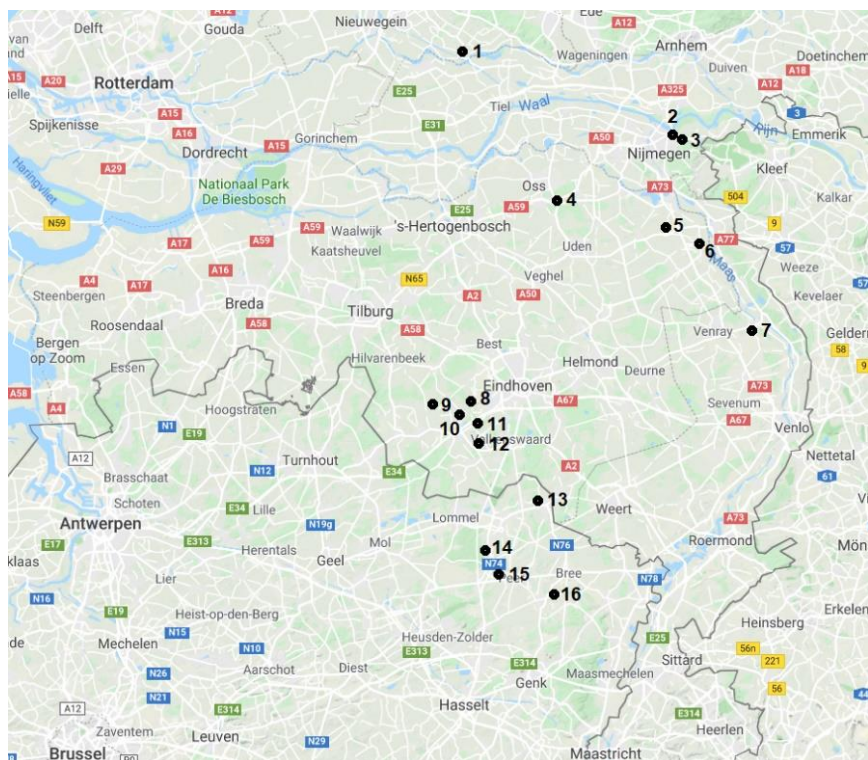 Delft
A12
Gouda
Nieuwegein
Ede
A12
Arnhem
1
Wageningen
Doetinchem
Duiven
A18
A12
A15
A20
Rotterdam
E25
A325
Tiel
Waal
2
3
Rijn
Emmerik
A15
Spijkenisse
A16
E31
A15
Gorinchem
A50
3
Nijmegen
Dordrecht
Kleef
Haringvliet
A29
Nationaal Park
De Biesbosch
Oss
4
A73
504
Kalkar
N59
E25
A59
A59
Waalwijk
Kaatsheuvel
's-Hertogenbosch
5
9
A17
A59
Uden
6
A77
57
Maas
Weeze
A4
A17
A16
N65
Veghel
57
Steenbergen
A2
A50
Kevelaer
Breda
Tilburg
Roosendaal
A58
A58
Venray
7
Bergen
op Zoom
Essen
Hilvarenbeek
Best
Helmond
Deurne
58
9
A58
A4
Hoogstraten
9
8
Eindhoven
A67
A73
Sevenum
10
11
A67
Venlo
N1
E19
Valkenswaard
12
A12
Turnhout
E34
A2
Nettetal
Brasschaat
N12
61
Schoten
E34
Lille
13
Weert
Antwerpen
N19g
Lommel
A73
E17
E313
Herentals
Geel
Mol
14
N76
Roermond
Lier
N74
15
Bree
N78
N16
16
E19
Heist-op-den-Berg
Heinsberg
Erkelen
N15
Mechelen
N10
Heusden-Zolder
E25
E313
56n
Sittard
221
N26
Aarschot
Diest
E314
Maasmechelen
N21
Genk
56
A12
E314
Hasselt
E314
44
Zaventem
Leuven
Heerlen
Brussel
N29
Maastricht